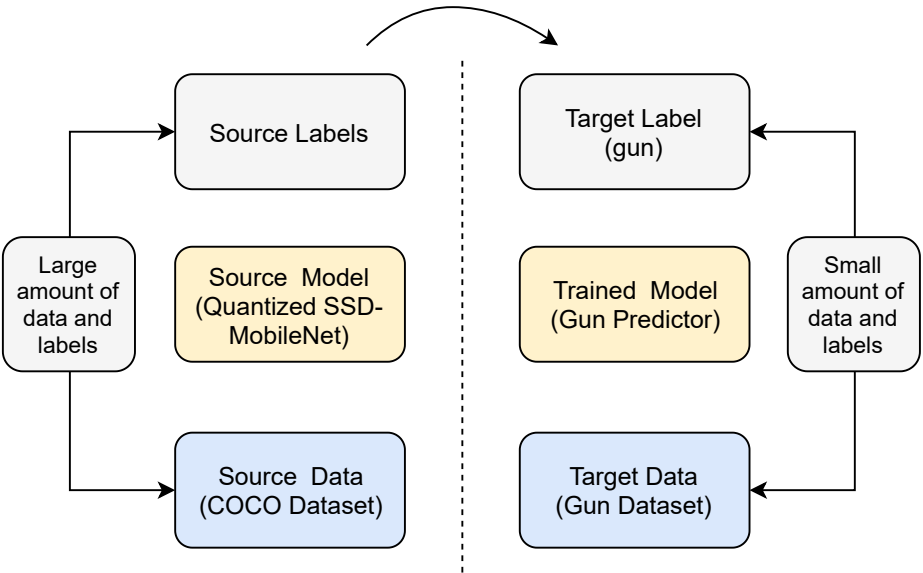 Source Labels
Target Label
(gun)
Large
amount of
data and
labels
Source Model
(Quantized SSD-
MobileNet)
Trained Model
(Gun Predictor)
Small
amount of
data and
labels
Source Data
(COCO Dataset)
Target Data
(Gun Dataset)